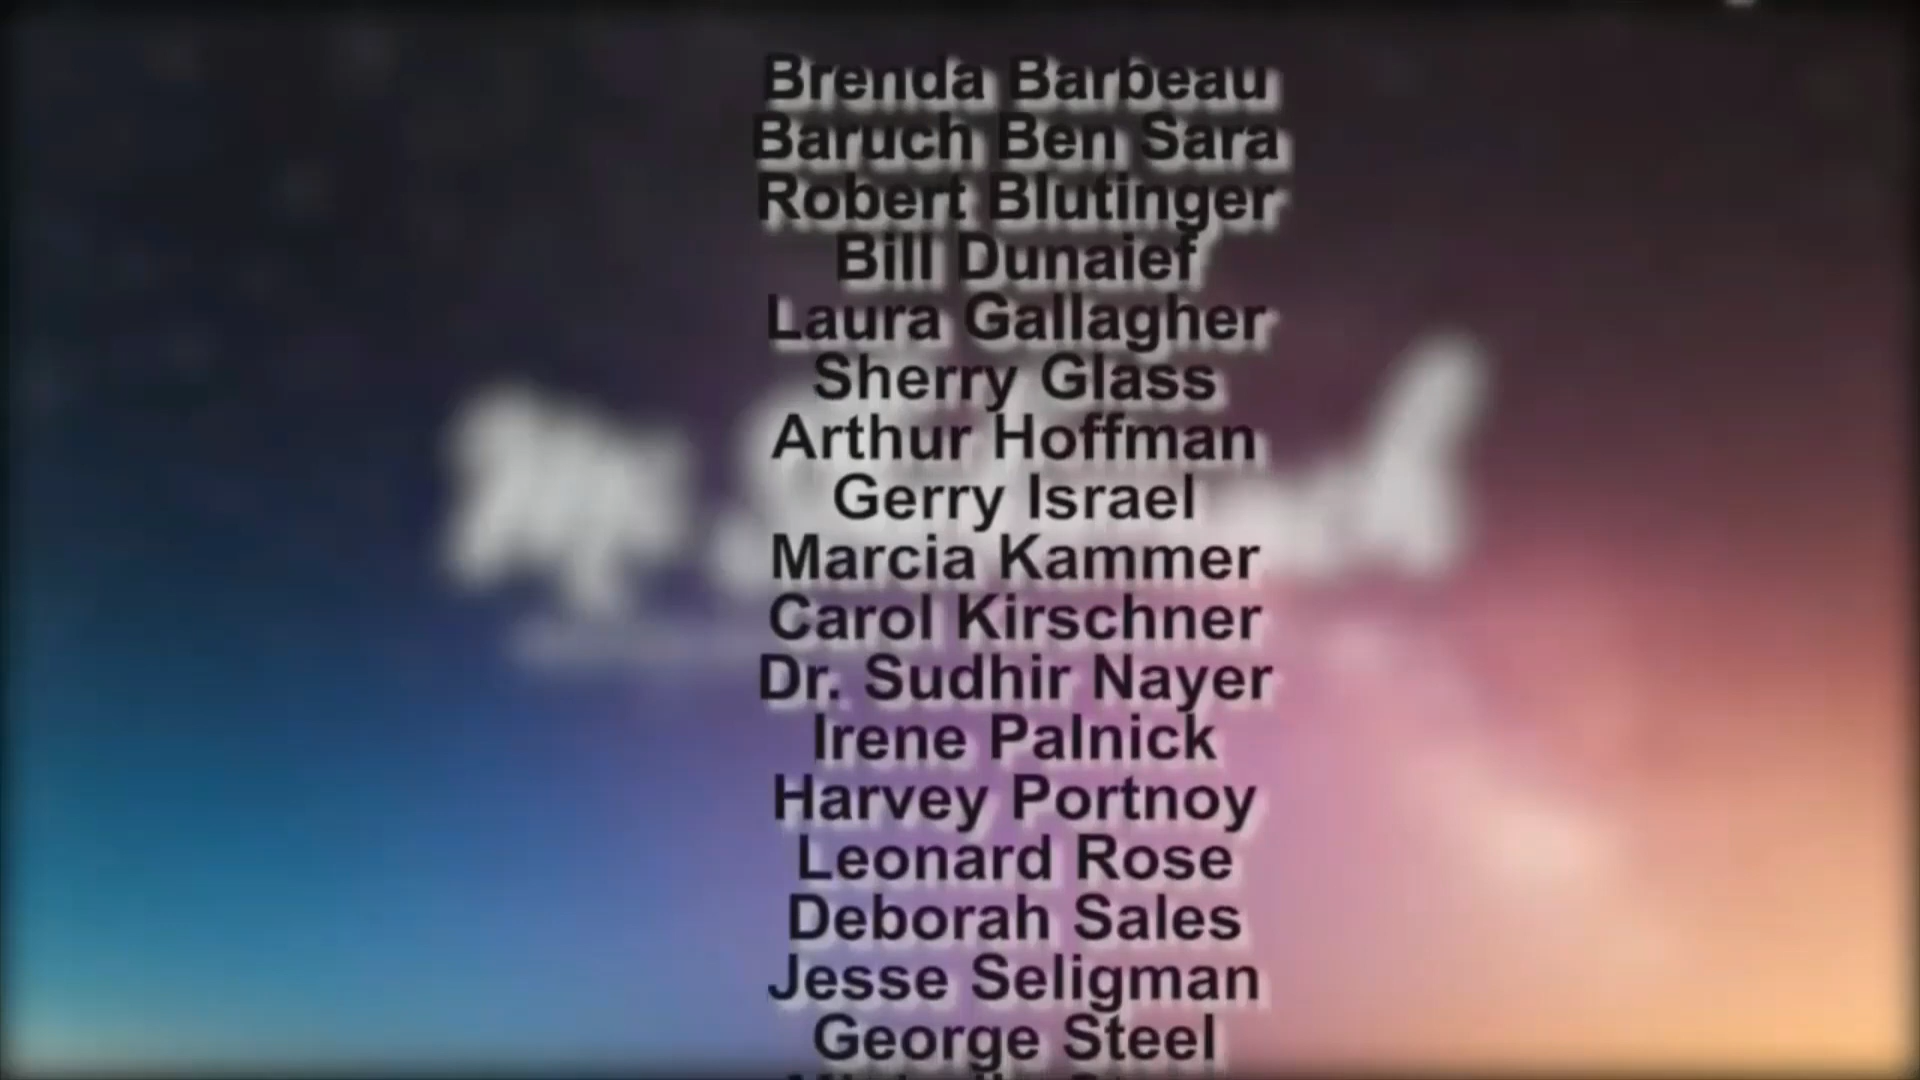 Brenda Barbeau
Baruch Ben Sara
Robert Blutinger
Bill Dunaief
Laura Gallagher
Sherry Glass
Arthur Hoffman
Gerry Israel
Marcia Kammer
Carol Kirschner
Dr. Sudhir Nayer
Irene Palnick
Harvey Portnoy
Leonard Rose
Deborah Sales
Jesse Seligman
George Steel